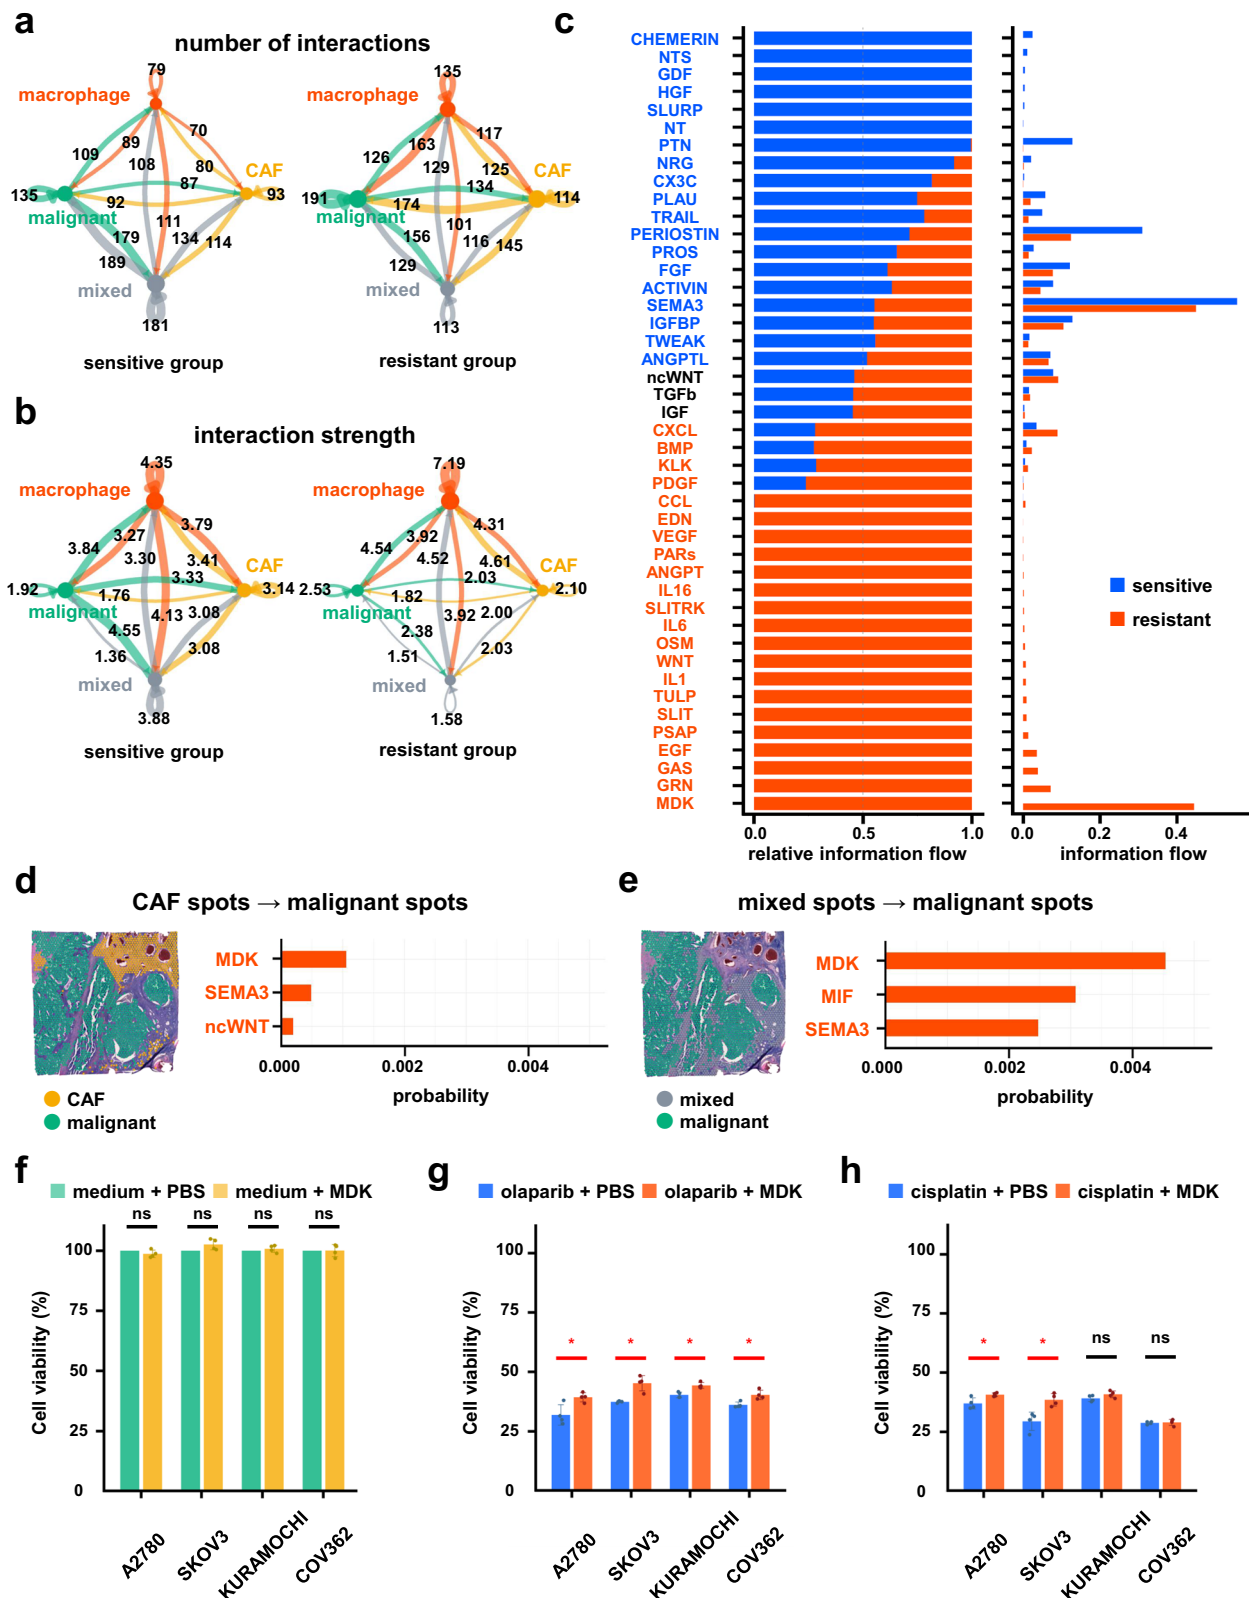 a
number of interactions
79
macrophage
70
89
109
108
80
CAF
87
135
93
92
malignant
111
179
134
114
189
mixed
181
sensitive group
135
macrophage
117
163
126
129
125
CAF
134
191
114
174
malignant
101
156
116
145
129
mixed
113
resistant group
b
interaction strength
4.35
macrophage
3.79
3.27
3.84
3.30
3.41
CAF
3.33
1.92
3.14
1.76
malignant
4.13
3.08
4.55
3.08
1.36
mixed
3.88
sensitive group
7.19
macrophage
4.31
3.92
4.54
4.52
4.61
CAF
2.03
2.53
2.10
1.82
malignant
2.00
3.92
2.38
2.03
1.51
mixed
1.58
resistant group
c
CHEMERIN
NTS
GDF
HGF
SLURP
NT
PTN
NRG
CX3C
PLAU
TRAIL
PERIOSTIN
PROS
FGF
ACTIVIN
SEMA3
IGFBP
TWEAK
ANGPTL
ncWNT
TGFb
IGF
CXCL
BMP
KLK
PDGF
CCL
EDN
VEGF
PARs
ANGPT
IL16
SLITRK
IL6
OSM
WNT
IL1
TULP
SLIT
PSAP
EGF
GAS
GRN
MDK
0.0 0.5 1.0
relative information flow
sensitive
resistant
0.0 0.2 0.4
information flow
d
CAF spots → malignant spots
CAF
malignant
MDK
SEMA3
ncWNT
0.000 0.002 0.004
probability
e
mixed spots → malignant spots
mixed
malignant
MDK
MIF
SEMA3
0.000 0.002 0.004
probability
f
medium + PBS medium + MDK
ns ns ns ns
100
75
50
25
0
Cell viability (%)
A2780
SKOV3
KURAMOCHI
COV362
g
olaparib + PBS olaparib + MDK
* * * *
100
75
50
25
0
Cell viability (%)
A2780
SKOV3
KURAMOCHI
COV362
h
cisplatin + PBS cisplatin + MDK
* * ns ns
100
75
50
25
0
Cell viability (%)
A2780
SKOV3
KURAMOCHI
COV362